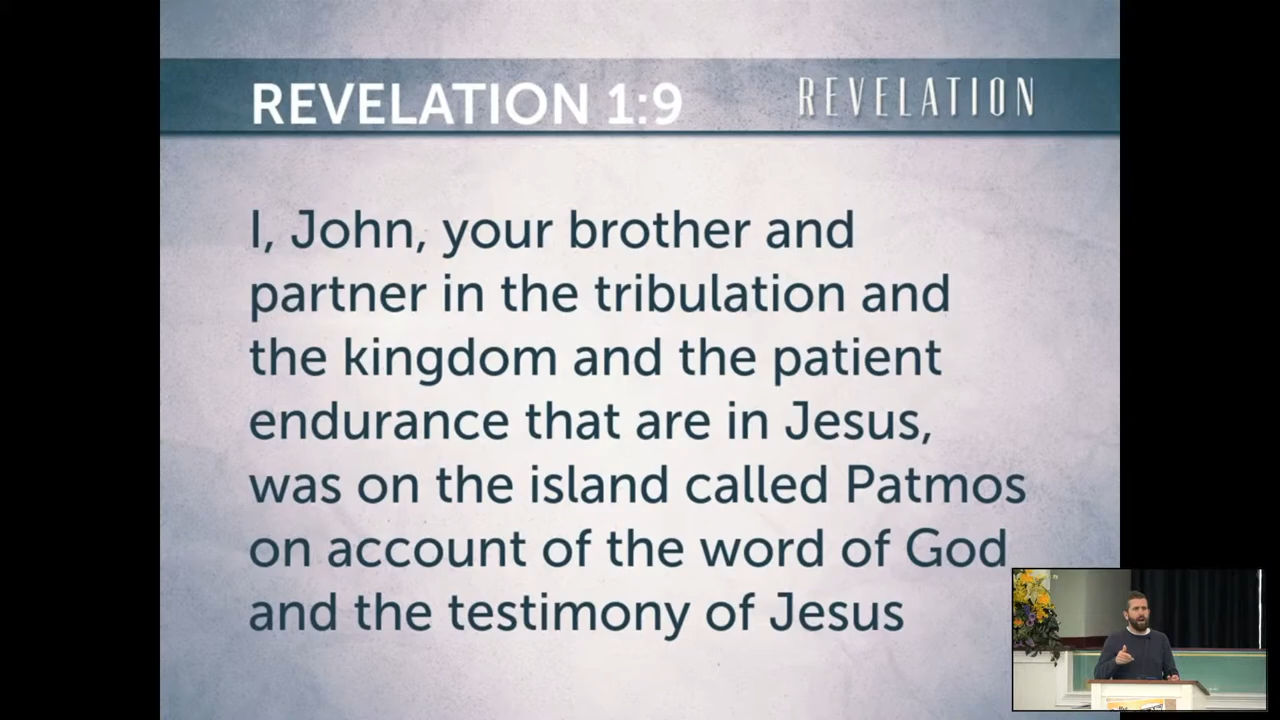 REVELATION 1:9
REVELATION
I, John, your brother and
partner in the tribulation and
the kingdom and the patient
endurance that are in Jesus,
was on the island called Patmos
on account of the word of God
and the testimony of Jesus